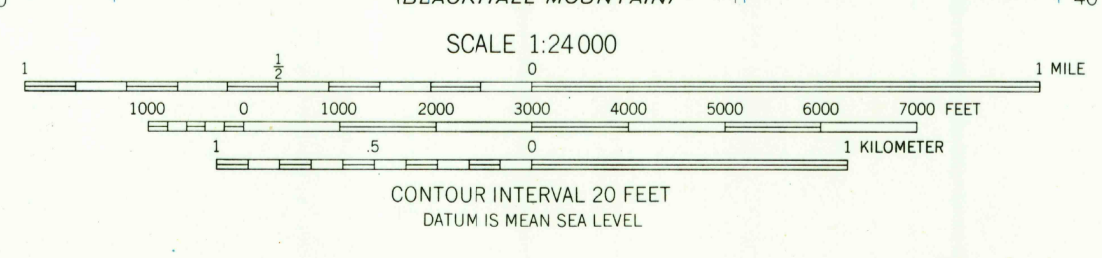 (BLACKHALL MOUNTAIN)
SCALE 1:24 000
1 1/2 0 1 MILE
1000 0 1000 2000 3000 4000 5000 6000 7000 FEET
1 .5 0 1 KILOMETER
CONTOUR INTERVAL 20 FEET
DATUM IS MEAN SEA LEVEL